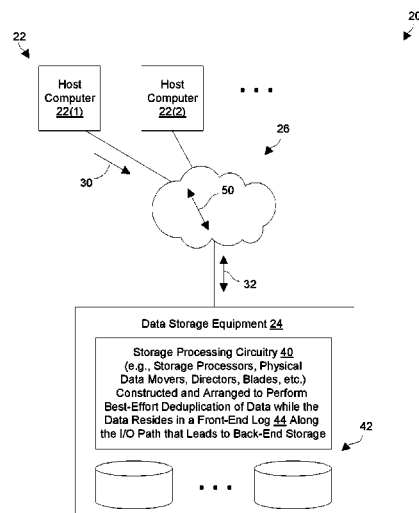 20
22
Host
Computer
22(1)
Host
Computer
22(2)
26
30
50
32
Data Storage Equipment 24
Storage Processing Circuitry 40
(e.g., Storage Processors, Physical
Data Movers, Directors, Blades, etc.)
Constructed and Arranged to Perform
Best-Effort Deduplication of Data while the
Data Resides in a Front-End Log 44 Along
the I/O Path that Leads to Back-End Storage
42